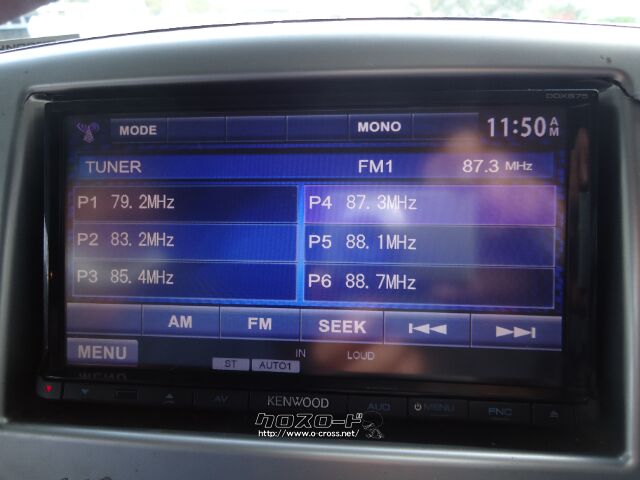 DDX575
MODE MONO 11:50 AM
TUNER FM1 87.3 MHz
P1 79.2MHz P4 87.3MHz
P2 83.2MHz P5 88.1MHz
P3 85.4MHz P6 88.7MHz
AM FM SEEK
MENU IN LOUD
ST AUTO1
AV KENWOOD AUD MENU FNC
クロスロード
http://www.o-cross.net/